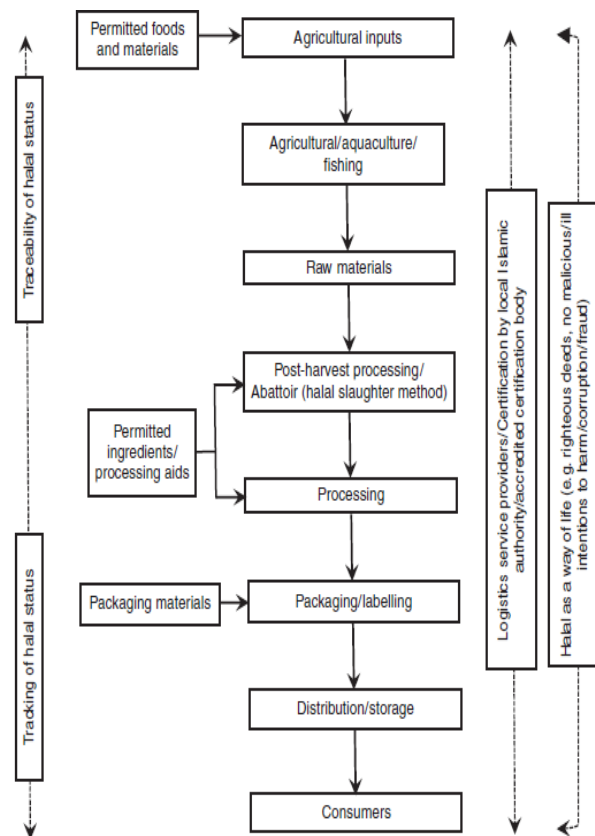 Permitted foods
and materials
Agricultural inputs
Agricultural/aquaculture/
fishing
Raw materials
Post-harvest processing/
Abattoir (halal slaughter method)
Permitted
ingredients/
processing aids
Processing
Packaging materials
Packaging/labelling
Distribution/storage
Consumers
Traceability of halal status
Tracking of halal status
Logistics service providers/Certification by local Islamic
authority/accredited certification body
Halal as a way of life (e.g. righteous deeds, no malicious/ill
intentions to harm/corruption/fraud)